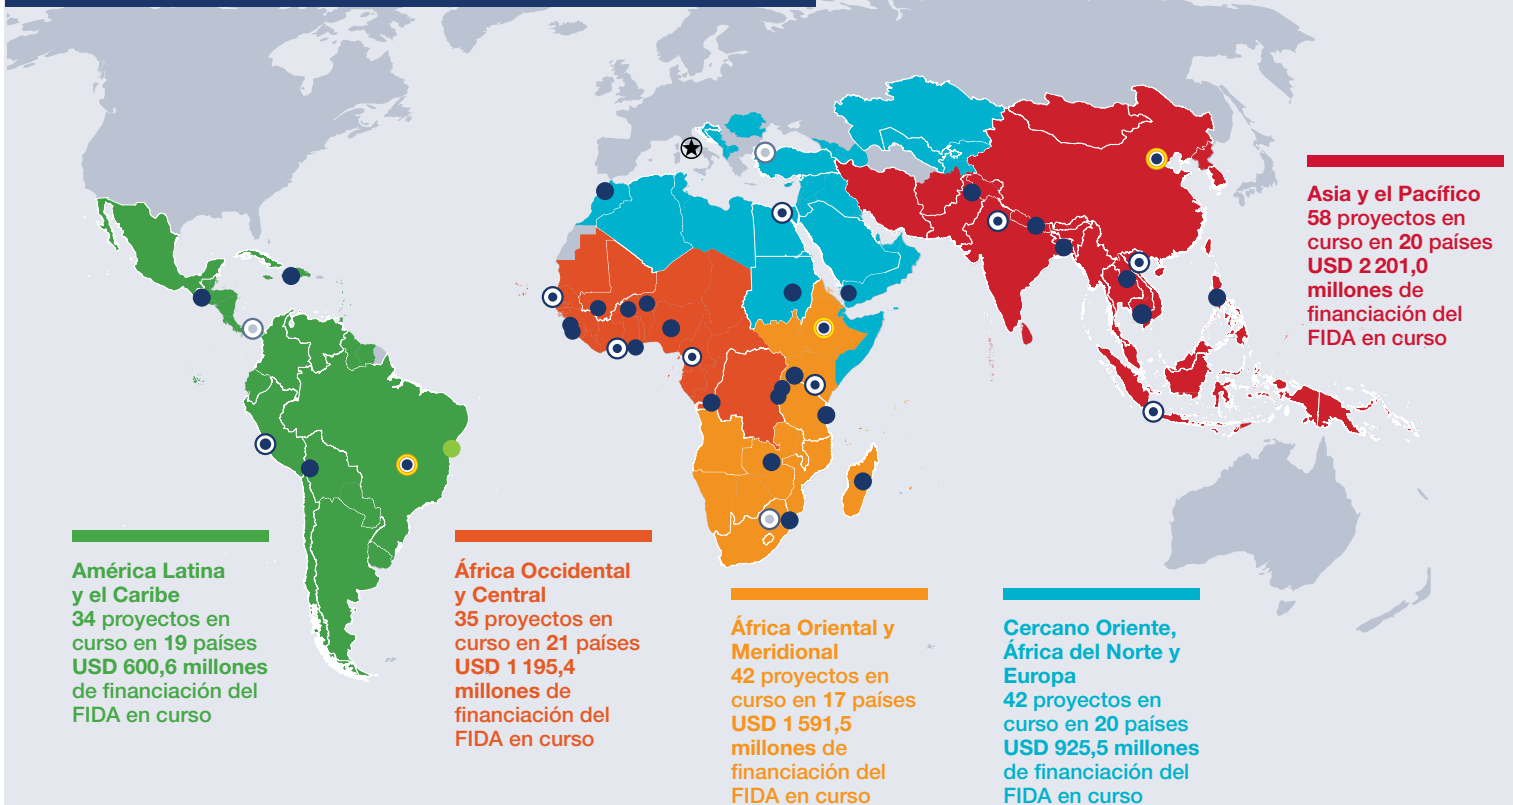 América Latina
y el Caribe
34 proyectos en
curso en 19 países
USD 600,6 millones
de financiación del
FIDA en curso
África Occidental
y Central
35 proyectos en
curso en 21 países
USD 1 195,4
millones de
financiación del
FIDA en curso
África Oriental y
Meridional
42 proyectos en
curso en 17 países
USD 1 591,5
millones de
financiación del
FIDA en curso
Cercano Oriente,
África del Norte y
Europa
42 proyectos en
curso en 20 países
USD 925,5 millones
de financiación del
FIDA en curso
Asia y el Pacífico
58 proyectos en
curso en 20 países
USD 2 201,0
millones de
financiación del
FIDA en curso